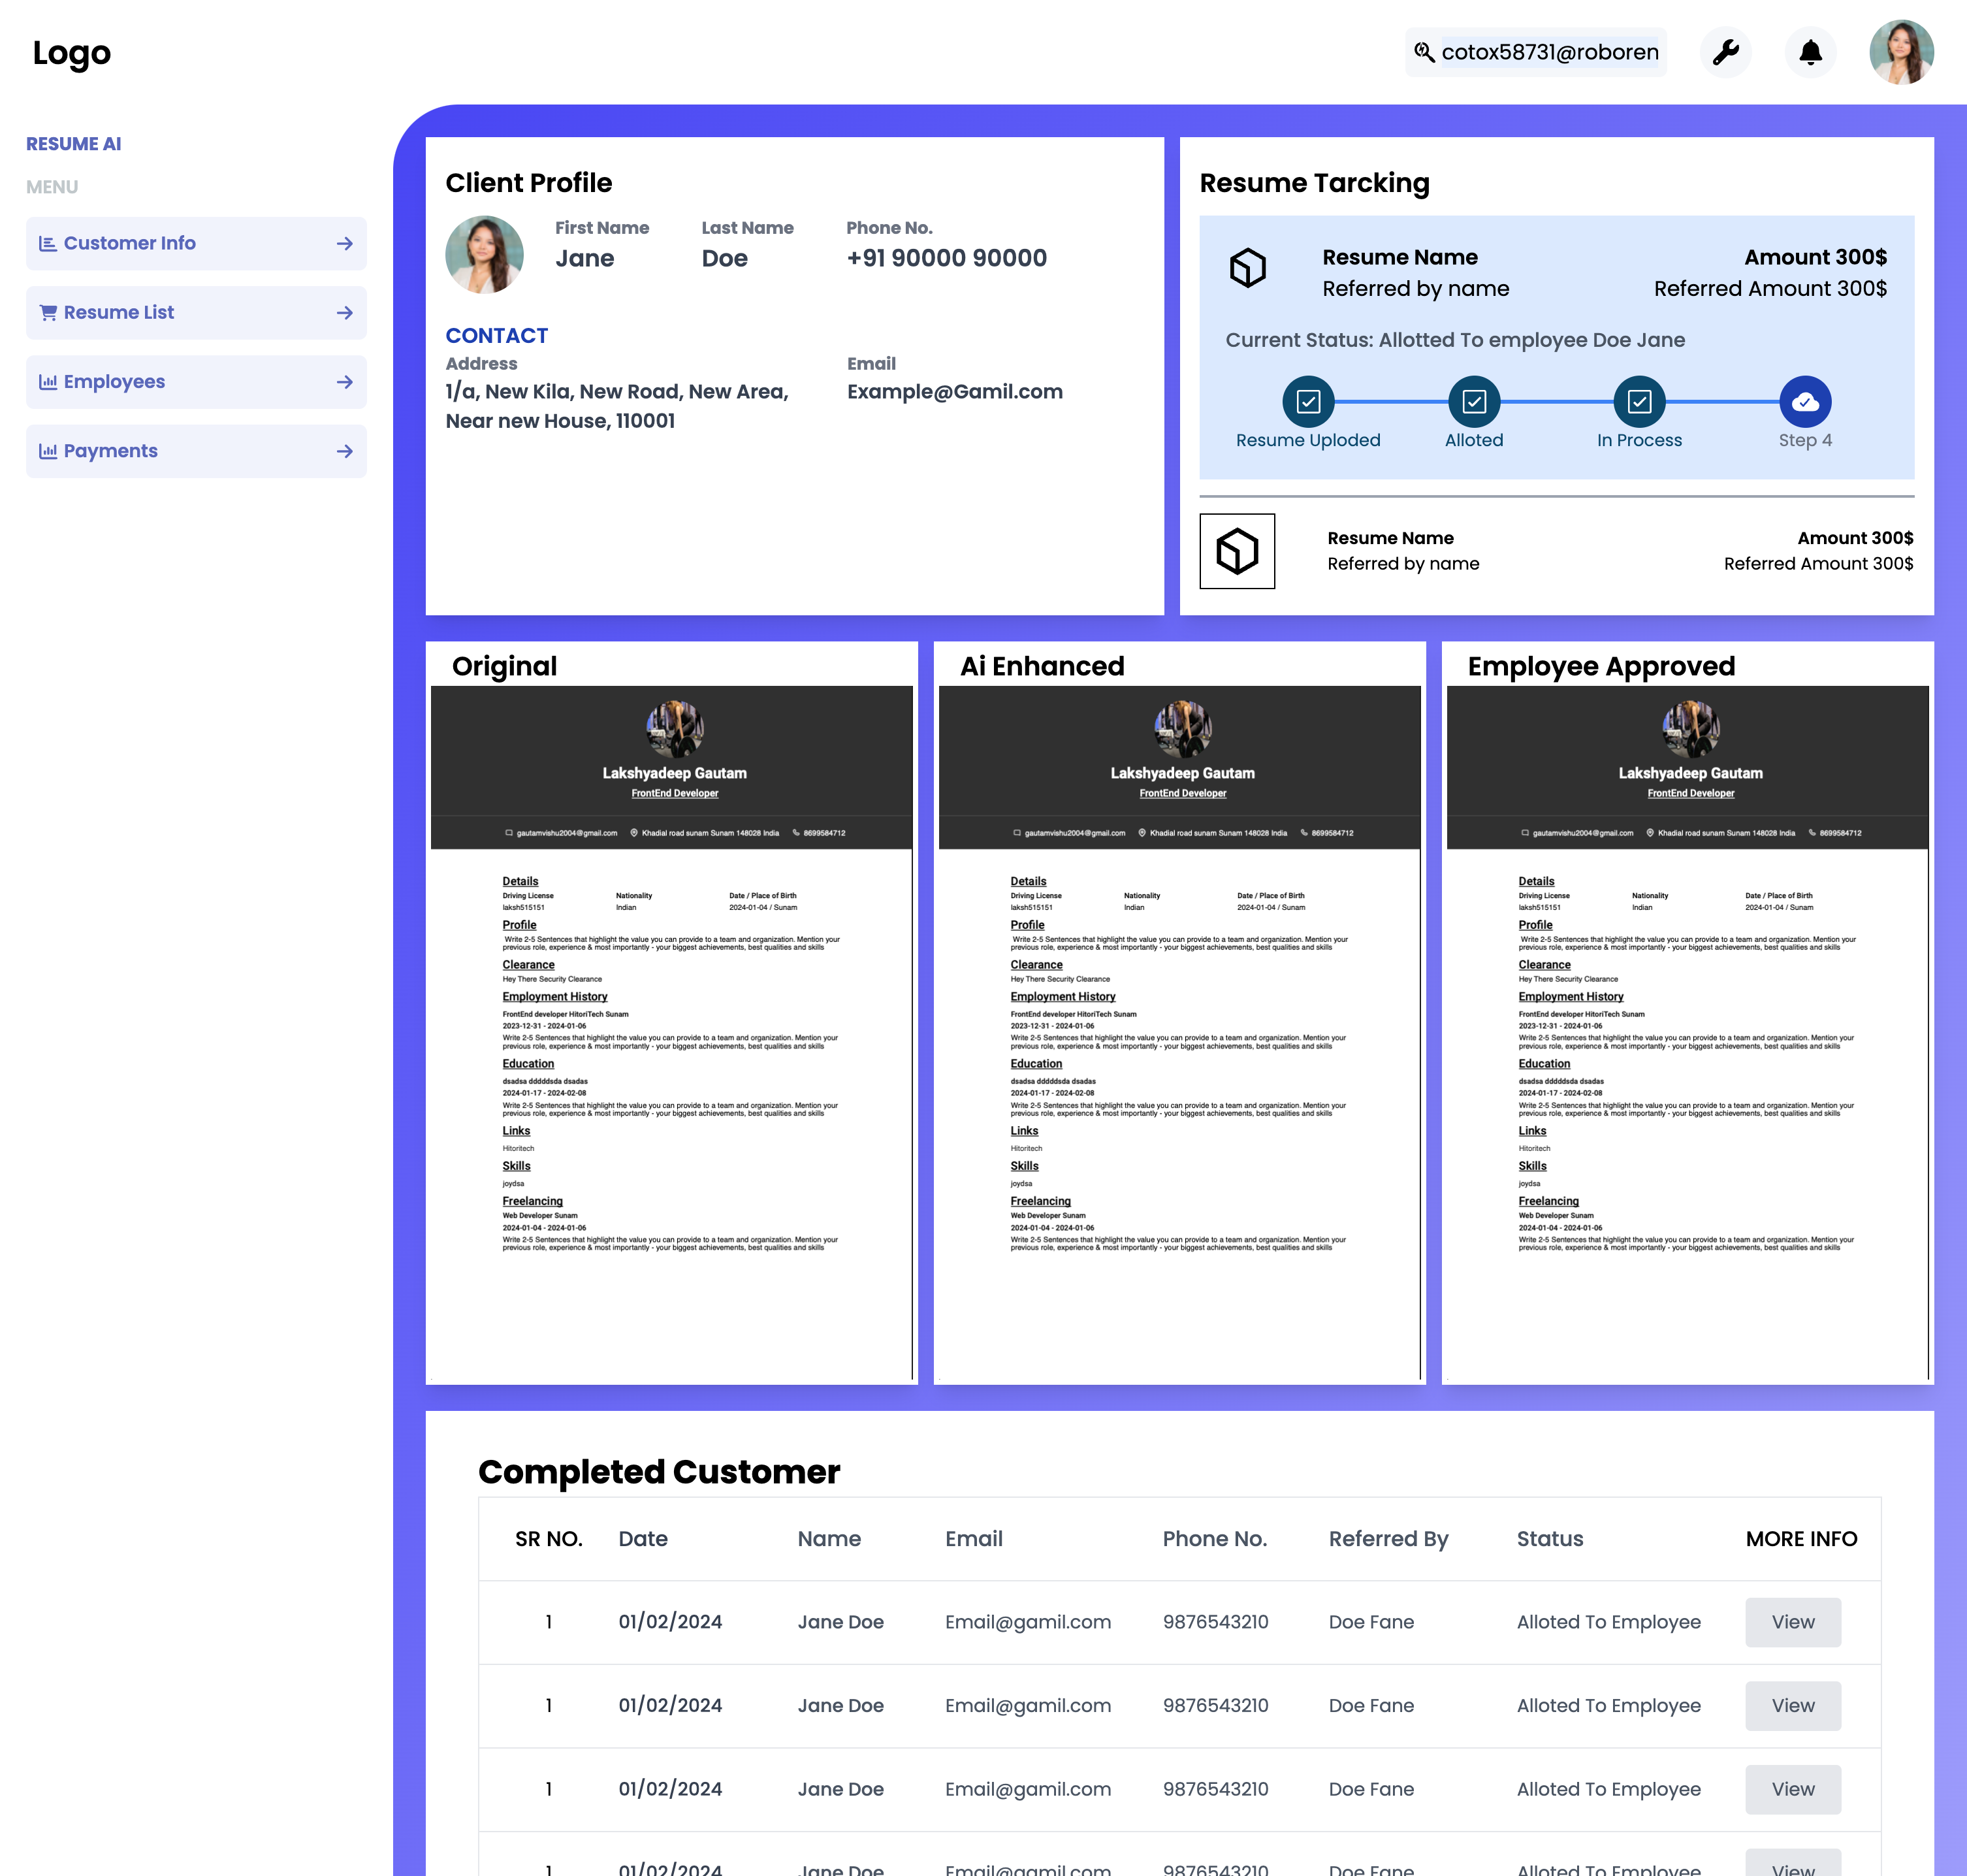 Logo
cotox58731@roboren
RESUME AI
MENU
Customer Info
Resume List
Employees
Payments
Client Profile
First Name Last Name Phone No.
Jane Doe +91 90000 90000
CONTACT
Address Email
1/a, New Kila, New Road, New Area, Example@Gamil.com
Near new House, 110001
Resume Tarcking
Resume Name Amount 300$
Referred by name Referred Amount 300$
Current Status: Allotted To employee Doe Jane
Resume Uploded Alloted In Process Step 4
Resume Name Amount 300$
Referred by name Referred Amount 300$
Original
Lakshyadeep Gautam
FrontEnd Developer
gautamvishu2004@gmail.com Khadial road sunam Sunam 148028 India 8699584712
Details
Driving License Nationality Date / Place of Birth
laksh515151 Indian 2024-01-04 / Sunam
Profile
Write 2-5 Sentences that highlight the value you can provide to a team and organization. Mention your
previous role, experience & most importantly - your biggest achievements, best qualities and skills
Clearance
Hey There Security Clearance
Employment History
FrontEnd developer HitoriTech Sunam
2023-12-31 - 2024-01-06
Write 2-5 Sentences that highlight the value you can provide to a team and organization. Mention your
previous role, experience & most importantly - your biggest achievements, best qualities and skills
Education
dsadsa dddddsda dsadas
2024-01-17 - 2024-02-08
Write 2-5 Sentences that highlight the value you can provide to a team and organization. Mention your
previous role, experience & most importantly - your biggest achievements, best qualities and skills
Links
Hitoritech
Skills
joydsa
Freelancing
Web Developer Sunam
2024-01-04 - 2024-01-06
Write 2-5 Sentences that highlight the value you can provide to a team and organization. Mention your
previous role, experience & most importantly - your biggest achievements, best qualities and skills
Ai Enhanced
Lakshyadeep Gautam
FrontEnd Developer
gautamvishu2004@gmail.com Khadial road sunam Sunam 148028 India 8699584712
Details
Driving License Nationality Date / Place of Birth
laksh515151 Indian 2024-01-04 / Sunam
Profile
Write 2-5 Sentences that highlight the value you can provide to a team and organization. Mention your
previous role, experience & most importantly - your biggest achievements, best qualities and skills
Clearance
Hey There Security Clearance
Employment History
FrontEnd developer HitoriTech Sunam
2023-12-31 - 2024-01-06
Write 2-5 Sentences that highlight the value you can provide to a team and organization. Mention your
previous role, experience & most importantly - your biggest achievements, best qualities and skills
Education
dsadsa dddddsda dsadas
2024-01-17 - 2024-02-08
Write 2-5 Sentences that highlight the value you can provide to a team and organization. Mention your
previous role, experience & most importantly - your biggest achievements, best qualities and skills
Links
Hitoritech
Skills
joydsa
Freelancing
Web Developer Sunam
2024-01-04 - 2024-01-06
Write 2-5 Sentences that highlight the value you can provide to a team and organization. Mention your
previous role, experience & most importantly - your biggest achievements, best qualities and skills
Employee Approved
Lakshyadeep Gautam
FrontEnd Developer
gautamvishu2004@gmail.com Khadial road sunam Sunam 148028 India 8699584712
Details
Driving License Nationality Date / Place of Birth
laksh515151 Indian 2024-01-04 / Sunam
Profile
Write 2-5 Sentences that highlight the value you can provide to a team and organization. Mention your
previous role, experience & most importantly - your biggest achievements, best qualities and skills
Clearance
Hey There Security Clearance
Employment History
FrontEnd developer HitoriTech Sunam
2023-12-31 - 2024-01-06
Write 2-5 Sentences that highlight the value you can provide to a team and organization. Mention your
previous role, experience & most importantly - your biggest achievements, best qualities and skills
Education
dsadsa dddddsda dsadas
2024-01-17 - 2024-02-08
Write 2-5 Sentences that highlight the value you can provide to a team and organization. Mention your
previous role, experience & most importantly - your biggest achievements, best qualities and skills
Links
Hitoritech
Skills
joydsa
Freelancing
Web Developer Sunam
2024-01-04 - 2024-01-06
Write 2-5 Sentences that highlight the value you can provide to a team and organization. Mention your
previous role, experience & most importantly - your biggest achievements, best qualities and skills
Completed Customer
SR NO. Date Name Email Phone No. Referred By Status MORE INFO
1 01/02/2024 Jane Doe Email@gamil.com 9876543210 Doe Fane Alloted To Employee View
1 01/02/2024 Jane Doe Email@gamil.com 9876543210 Doe Fane Alloted To Employee View
1 01/02/2024 Jane Doe Email@gamil.com 9876543210 Doe Fane Alloted To Employee View
1 01/02/2024 Jane Doe Email@gamil.com 9876543210 Doe Fane Alloted To Employee View